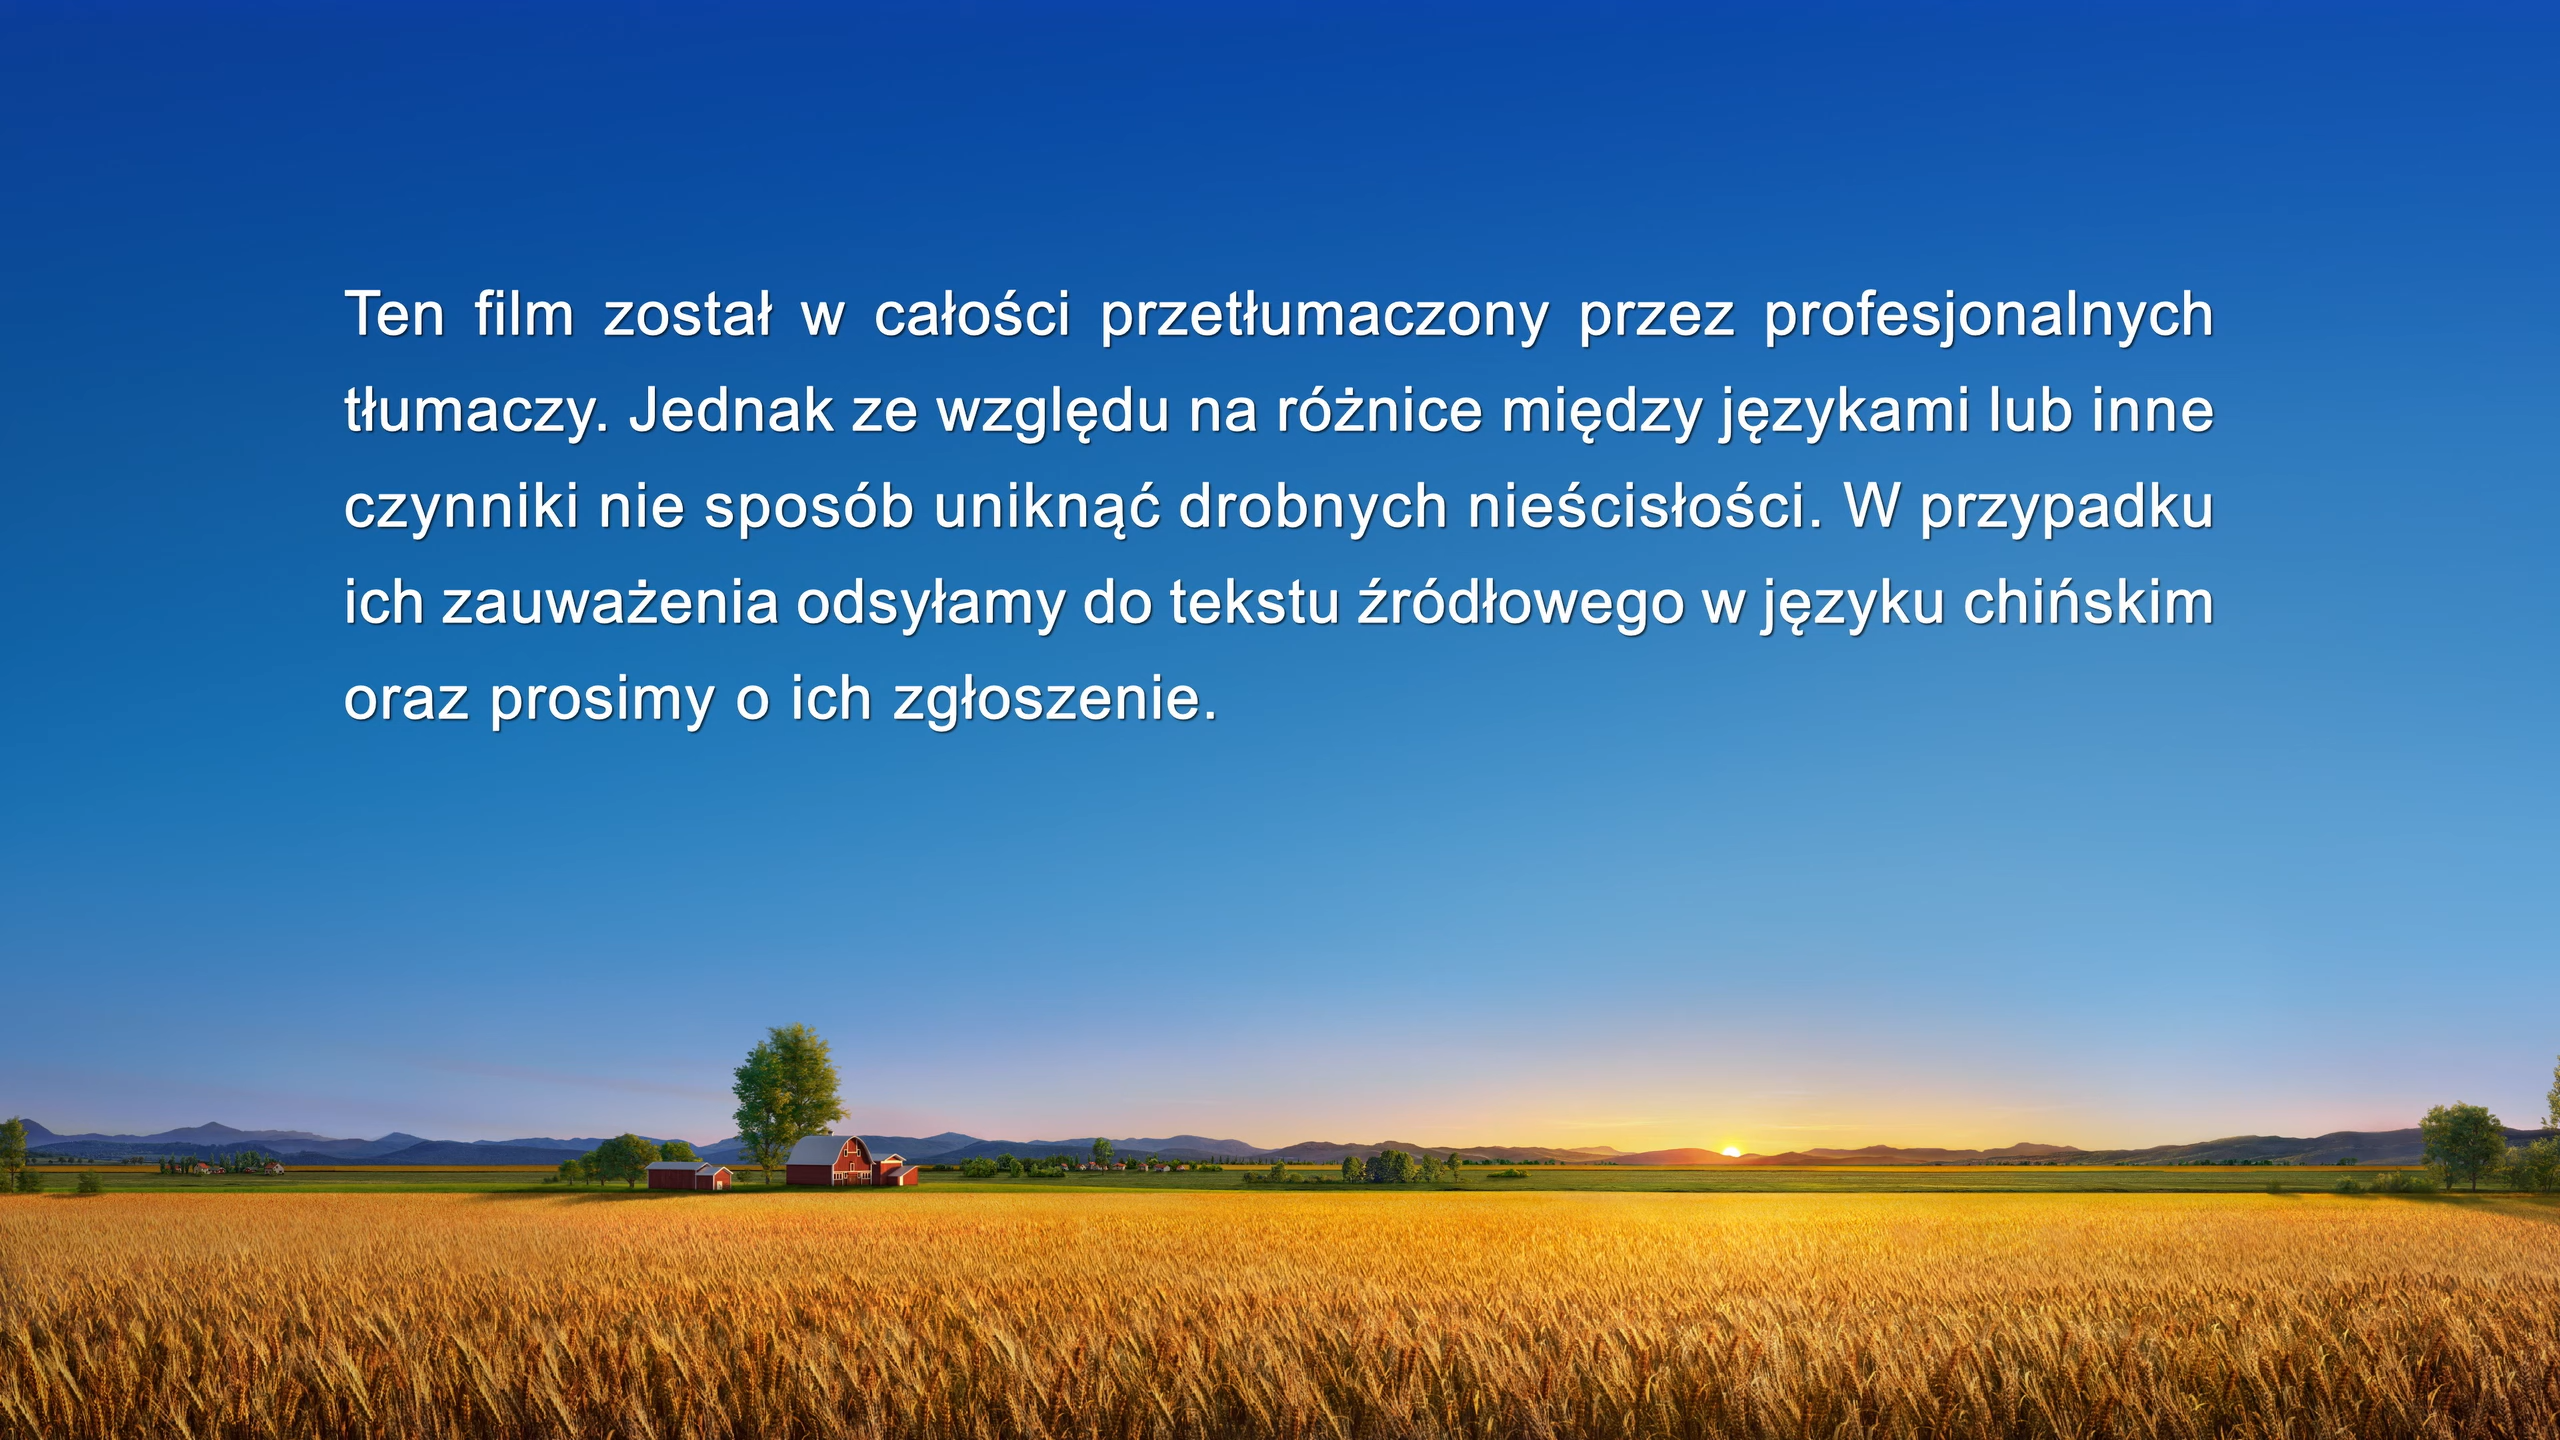 Ten film został w całości przetłumaczony przez profesjonalnych
tłumaczy. Jednak ze względu na różnice między językami lub inne
czynniki nie sposób uniknąć drobnych nieścisłości. W przypadku
ich zauważenia odsyłamy do tekstu źródłowego w języku chińskim
oraz prosimy o ich zgłoszenie.